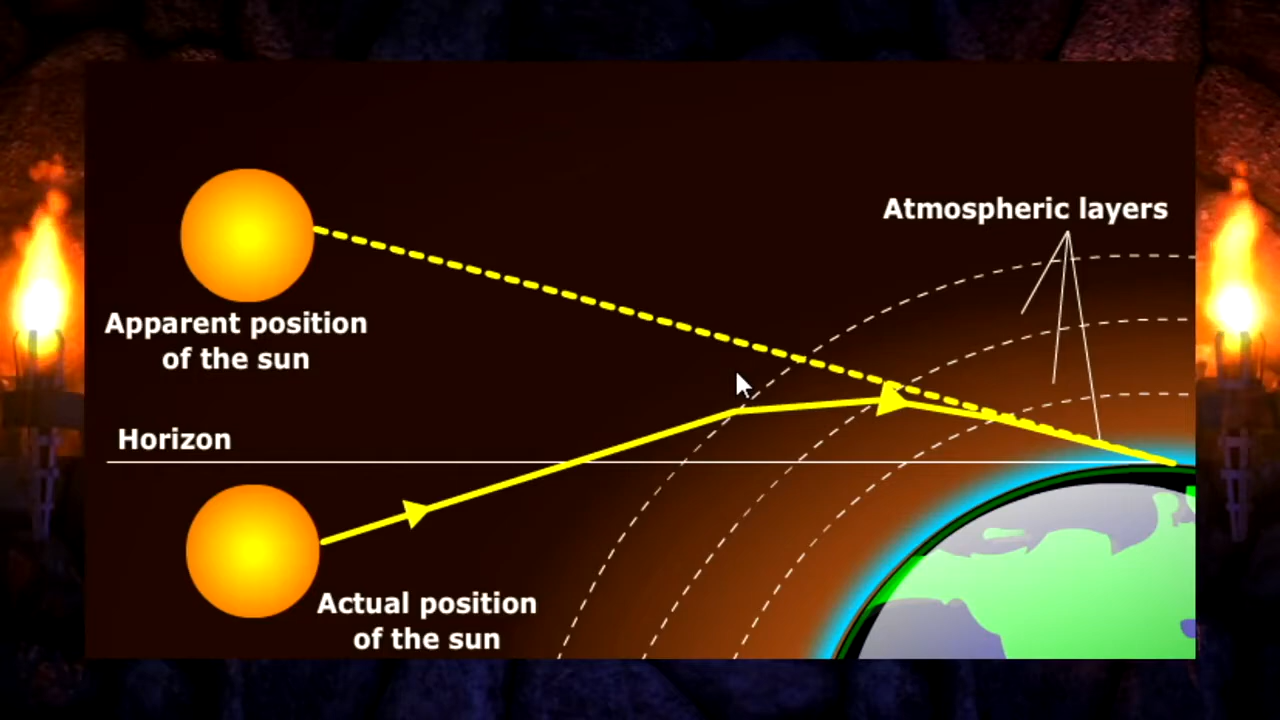 Atmospheric layers
Apparent position
of the sun
Horizon
Actual position
of the sun